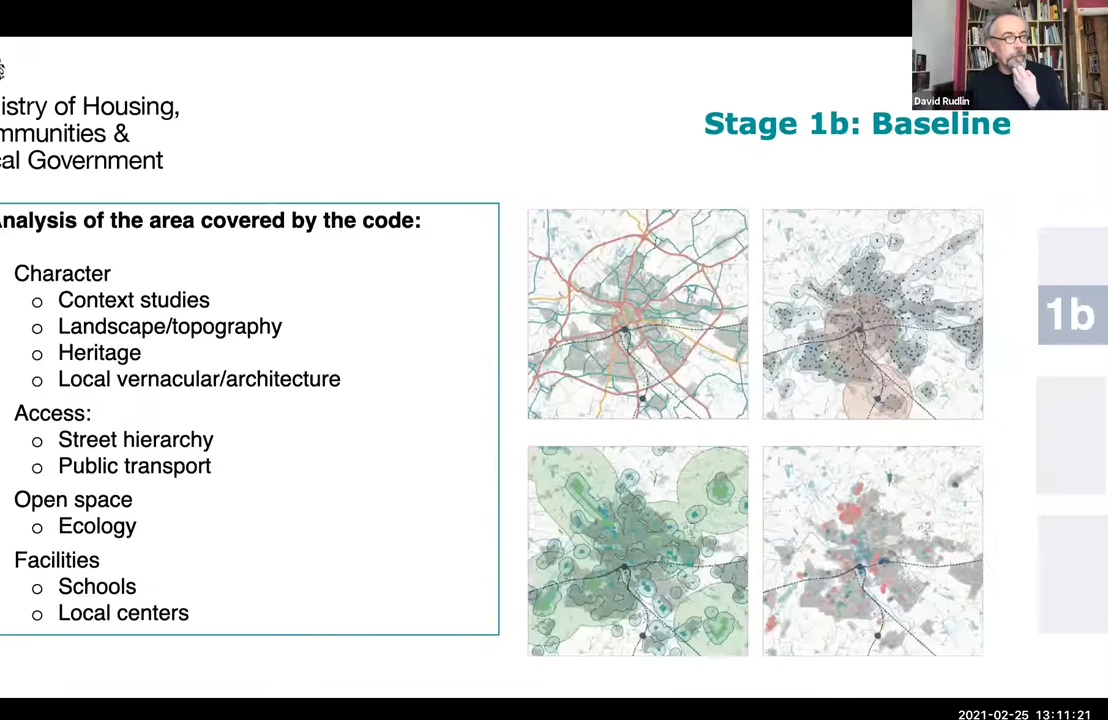 David Rudlin
istry of Housing,
mmunities &
cal Government
Stage 1b: Baseline
nalysis of the area covered by the code:
Character
o Context studies
o Landscape/topography
o Heritage
o Local vernacular/architecture
Access:
o Street hierarchy
o Public transport
Open space
o Ecology
Facilities
o Schools
o Local centers
1b
2021-02-25 13:11:21